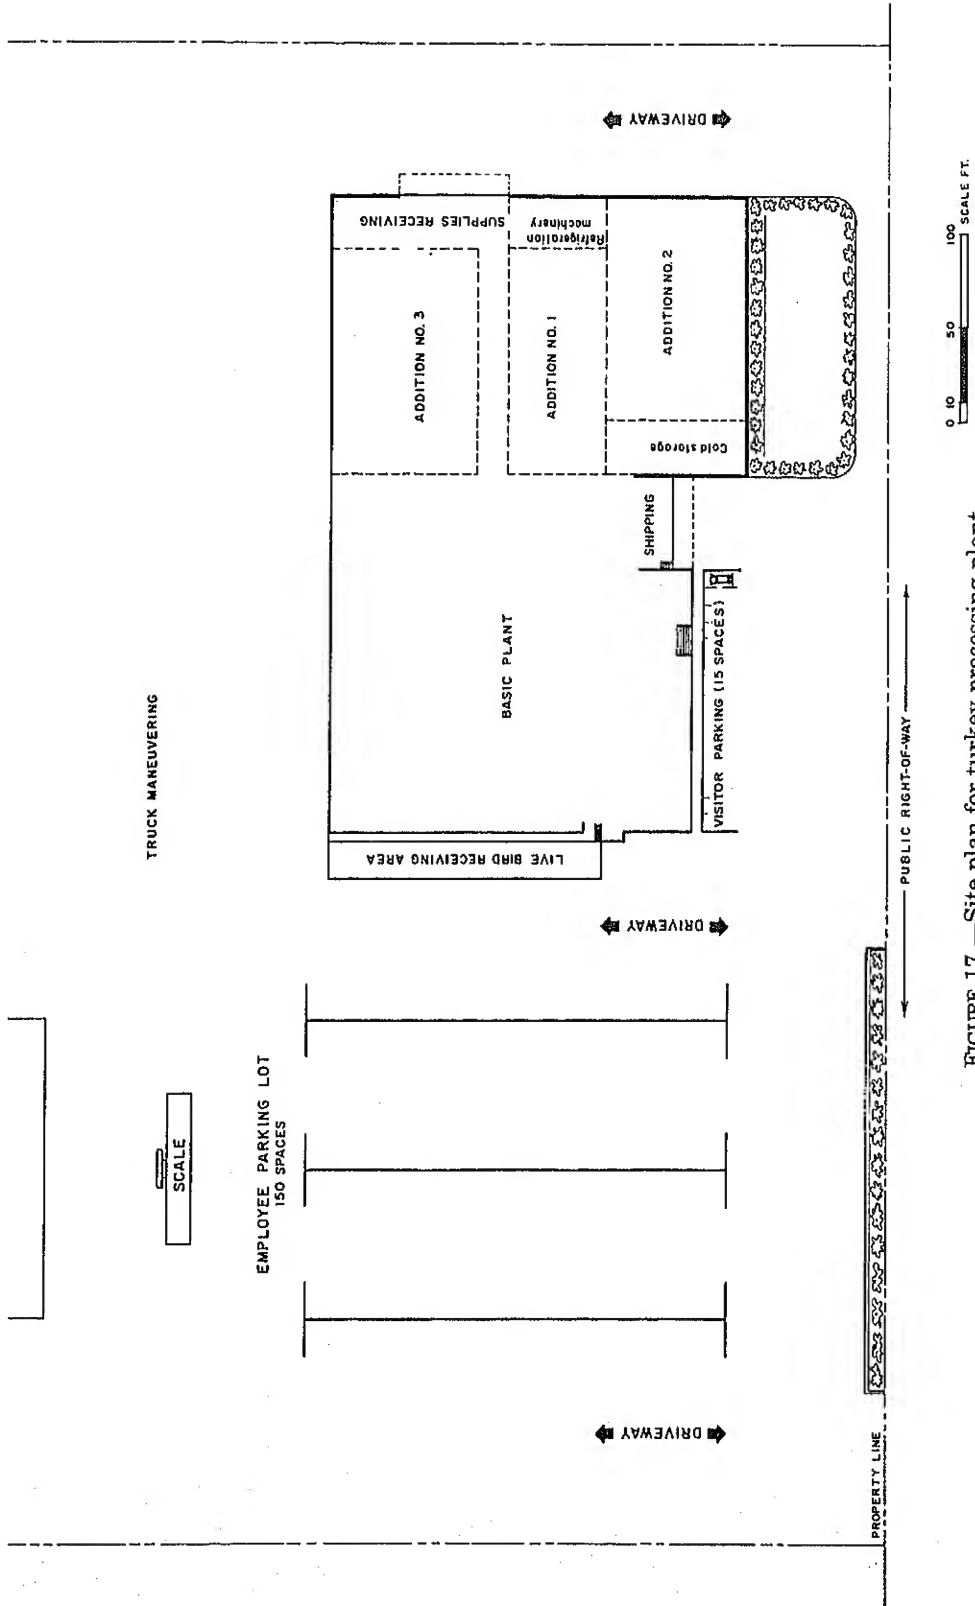 TRUCK MANEUVERING
SCALE
EMPLOYEE PARKING LOT
150 SPACES
DRIVEWAY
DRIVEWAY
DRIVEWAY
LIVE BIRD RECEIVING AREA
BASIC PLANT
ADDITION NO. 3
SUPPLIES RECEIVING
ADDITION NO. 1
Refrigeration
machinery
ADDITION NO. 2
Cold storage
SHIPPING
VISITOR PARKING (15 SPACES)
PROPERTY LINE
PUBLIC RIGHT-OF-WAY
0 10 50 100
SCALE FT.
FIGURE 17.—Site plan for turkey processing plant